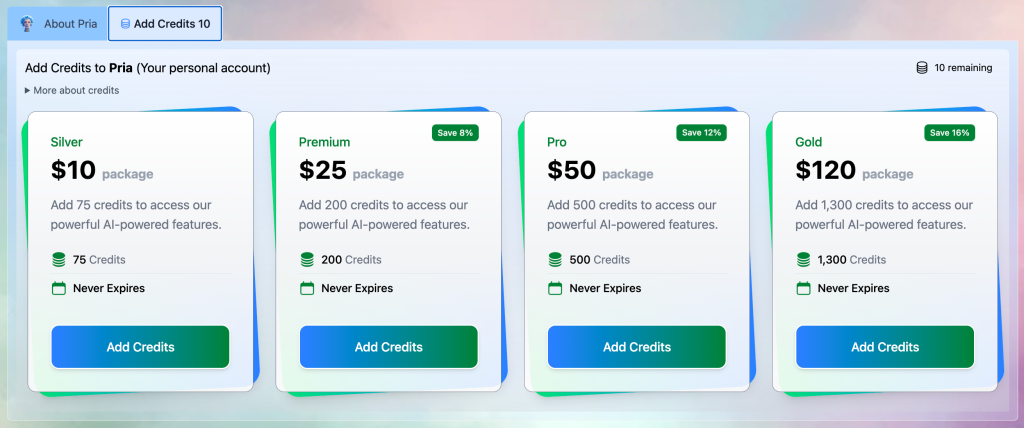 About Pria
Add Credits 10
Add Credits to Pria (Your personal account)
10 remaining
More about credits
Silver
$10 package
Add 75 credits to access our
powerful AI-powered features.
75 Credits
Never Expires
Add Credits
Save 8%
Premium
$25 package
Add 200 credits to access our
powerful AI-powered features.
200 Credits
Never Expires
Add Credits
Save 12%
Pro
$50 package
Add 500 credits to access our
powerful AI-powered features.
500 Credits
Never Expires
Add Credits
Save 16%
Gold
$120 package
Add 1,300 credits to access our
powerful AI-powered features.
1,300 Credits
Never Expires
Add Credits